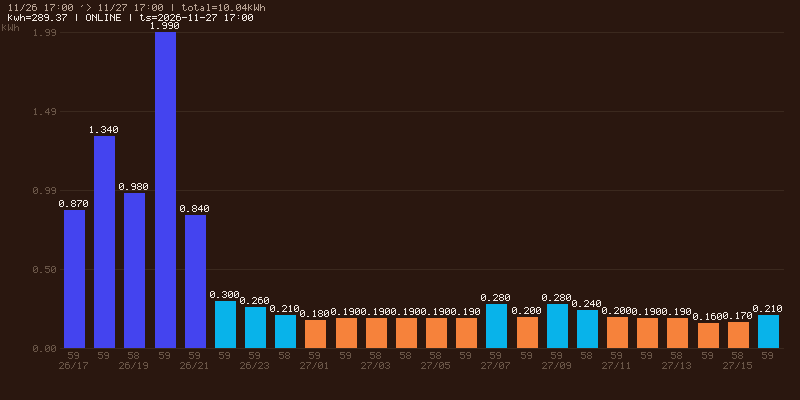 11/26 17:00 -> 11/27 17:00 | total=10.04kWh
Kwh=289.37 | ONLINE | ts=2026-11-27 17:00
kWh
1.99
1.49
0.99
0.50
0.00
0.870 1.340 0.980 1.990 0.840 0.300 0.260 0.210 0.180 0.190 0.190 0.190 0.190 0.190 0.280 0.200 0.280 0.240 0.200 0.190 0.190 0.160 0.170 0.210
59 59 58 59 59 59 59 58 59 59 58 58 58 59 59 59 59 58 59 59 58 59 58 59
26/17 26/19 26/21 26/23 27/01 27/03 27/05 27/07 27/09 27/11 27/13 27/15